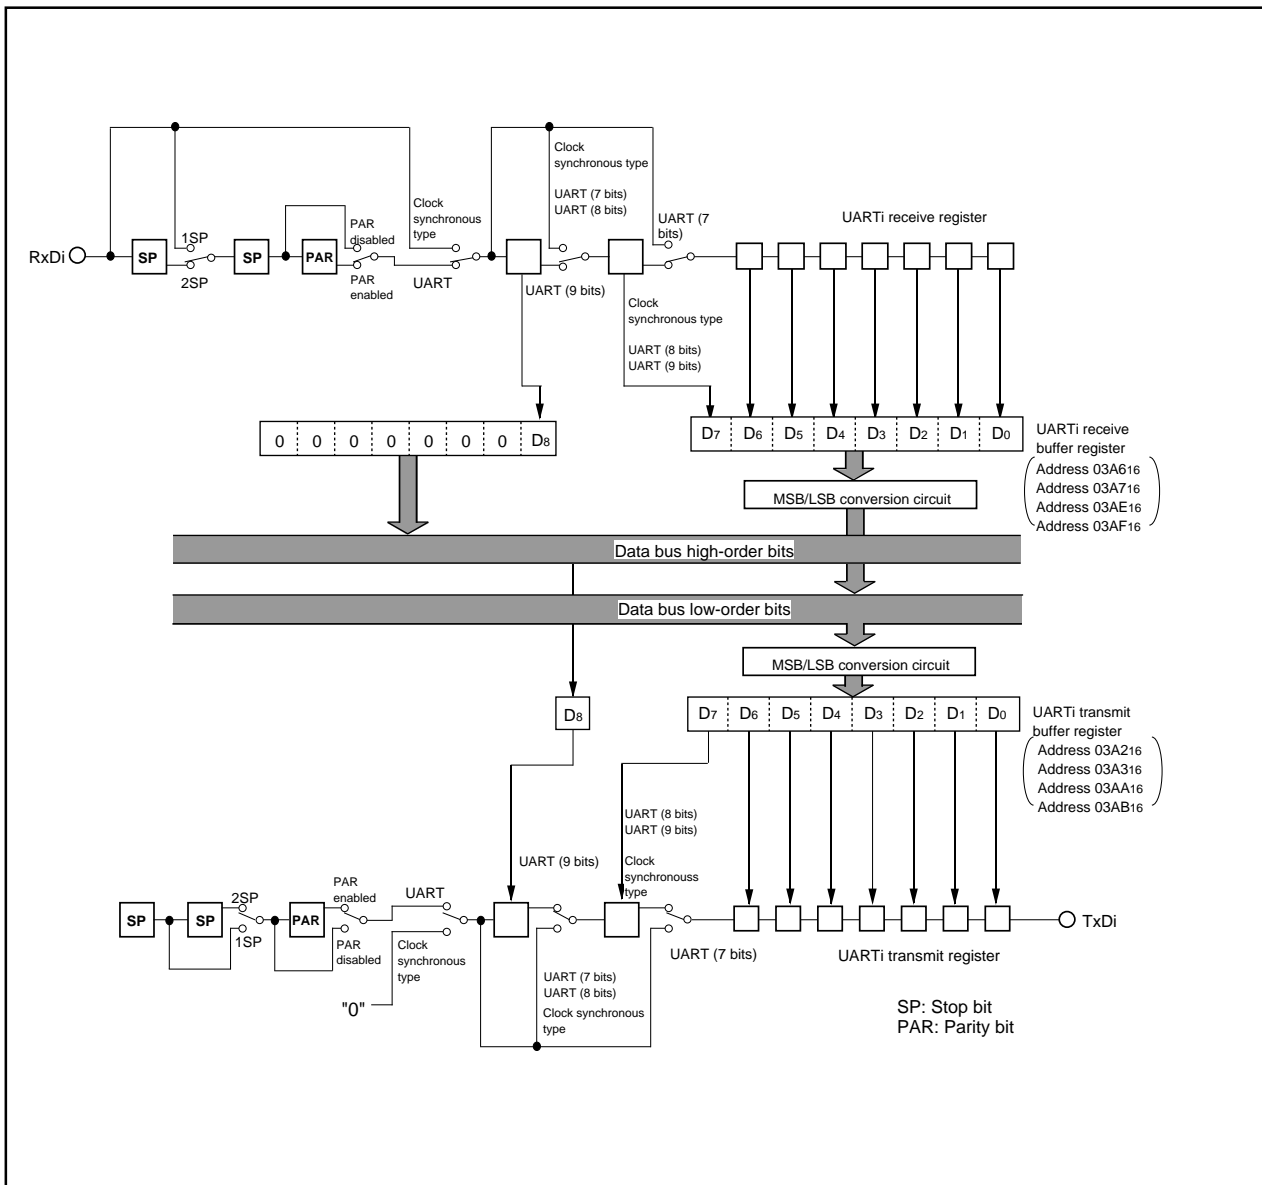 Clock
synchronous type
UART (7 bits)
UART (8 bits)
Clock
synchronous
type
UART (7
bits)
UARTi receive register
RxDi
SP
1SP
2SP
SP
PAR
PAR
disabled
PAR
enabled
UART
UART (9 bits)
Clock
synchronous type
UART (8 bits)
UART (9 bits)
0 0 0 0 0 0 0 D8
D7 D6 D5 D4 D3 D2 D1 D0
UARTi receive
buffer register
Address 03A616
Address 03A716
Address 03AE16
Address 03AF16
MSB/LSB conversion circuit
Data bus high-order bits
Data bus low-order bits
MSB/LSB conversion circuit
D8
D7 D6 D5 D4 D3 D2 D1 D0
UARTi transmit
buffer register
Address 03A216
Address 03A316
Address 03AA16
Address 03AB16
UART (8 bits)
UART (9 bits)
UART (9 bits)
Clock
synchronouss
type
SP
SP
2SP
1SP
PAR
PAR
enabled
PAR
disabled
UART
Clock
synchronous
type
"0"
UART (7 bits)
UART (8 bits)
Clock synchronous
type
UART (7 bits)
TxDi
UARTi transmit register
SP: Stop bit
PAR: Parity bit